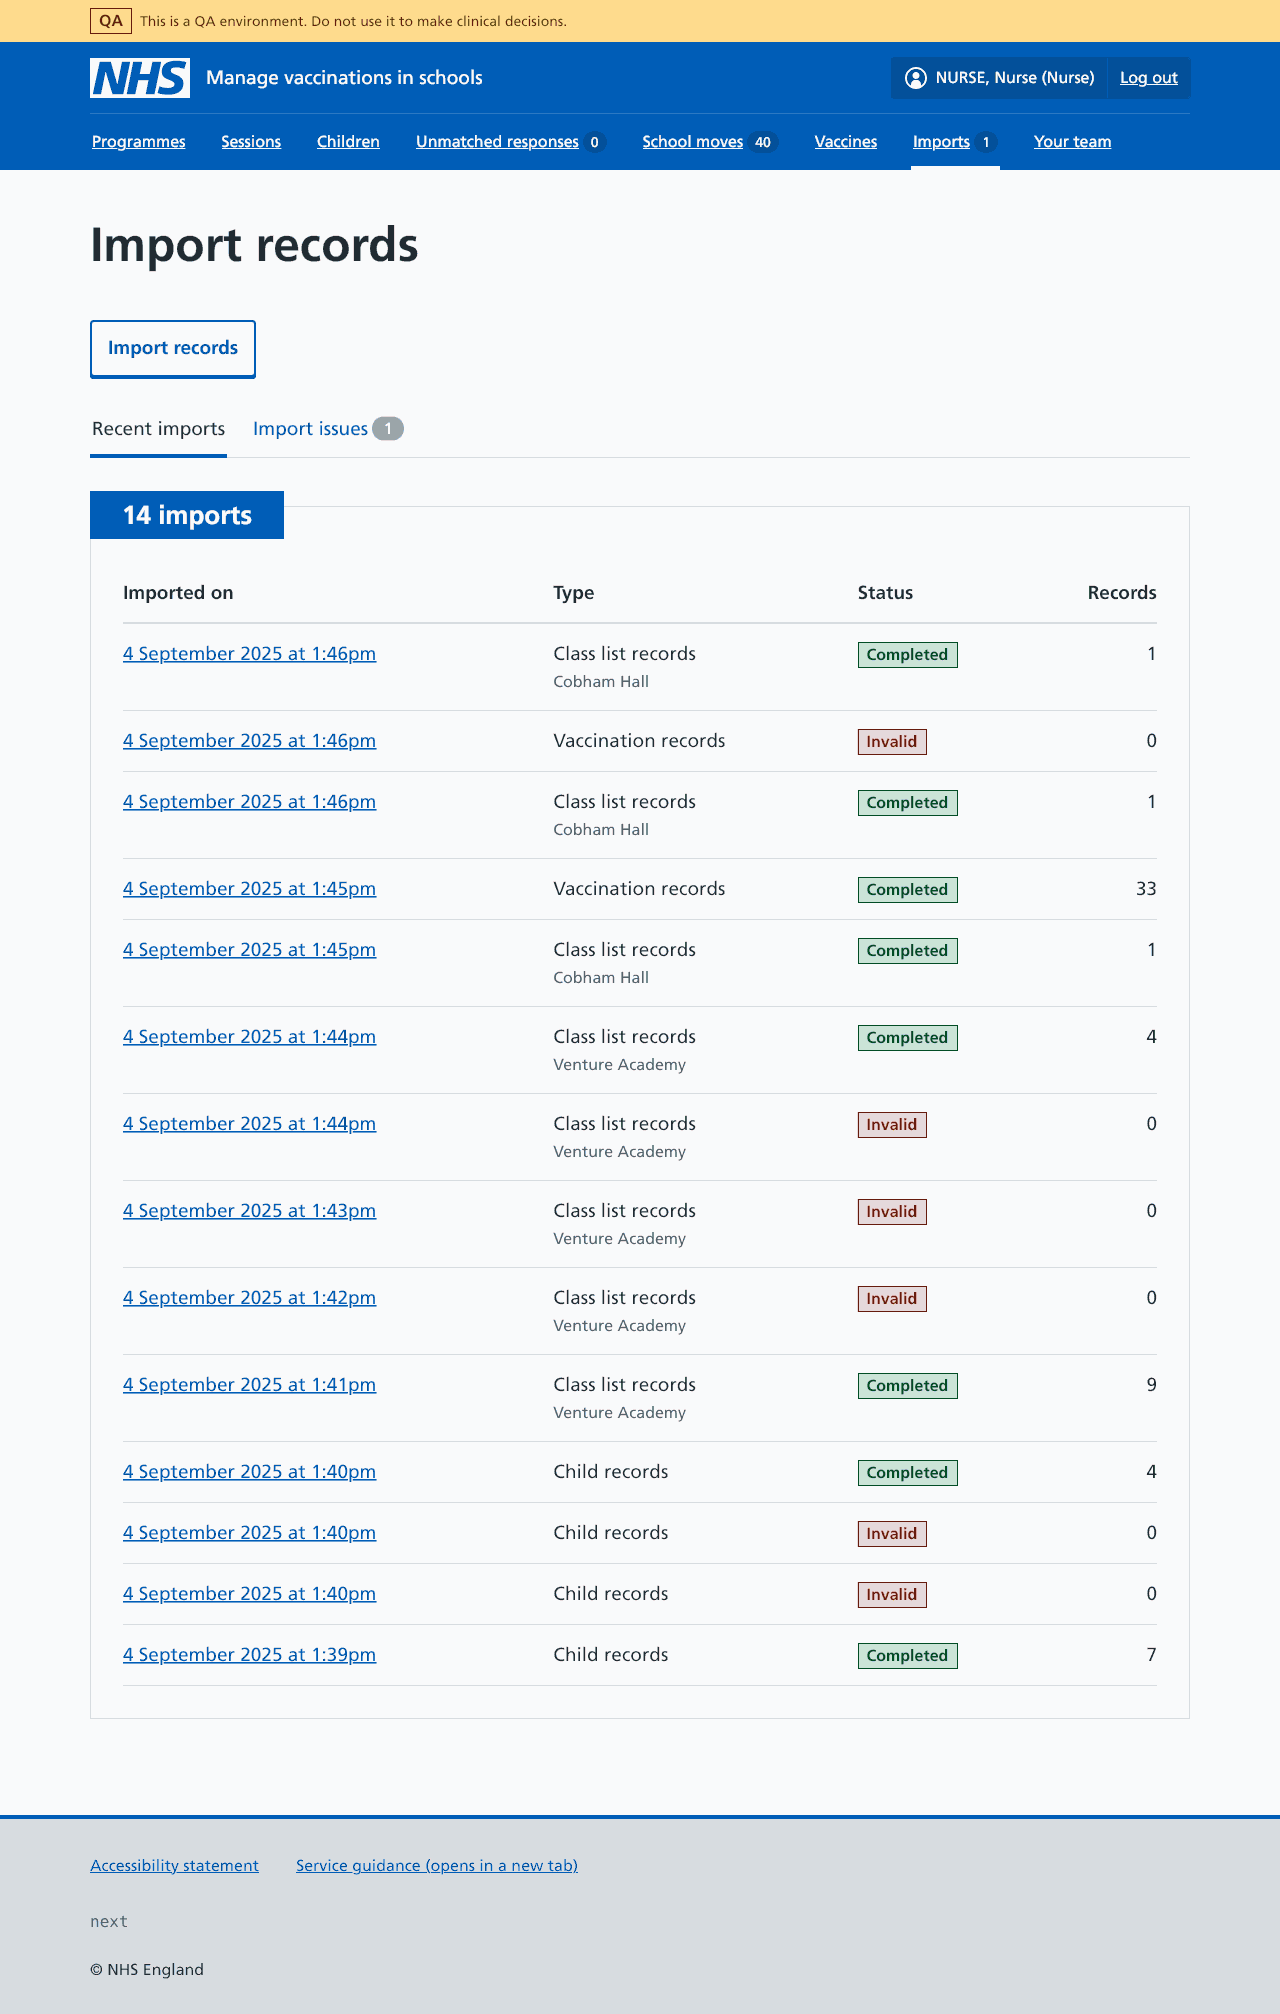 QA This is a QA environment. Do not use it to make clinical decisions.
NHS Manage vaccinations in schools NURSE, Nurse (Nurse) Log out
Programmes Sessions Children Unmatched responses 0 School moves 40 Vaccines Imports 1 Your team
Import records
Import records
Recent imports Import issues 1
14 imports
Imported on Type Status Records
4 September 2025 at 1:46pm Class list records Completed 1
Cobham Hall
4 September 2025 at 1:46pm Vaccination records Invalid 0
4 September 2025 at 1:46pm Class list records Completed 1
Cobham Hall
4 September 2025 at 1:45pm Vaccination records Completed 33
4 September 2025 at 1:45pm Class list records Completed 1
Cobham Hall
4 September 2025 at 1:44pm Class list records Completed 4
Venture Academy
4 September 2025 at 1:44pm Class list records Invalid 0
Venture Academy
4 September 2025 at 1:43pm Class list records Invalid 0
Venture Academy
4 September 2025 at 1:42pm Class list records Invalid 0
Venture Academy
4 September 2025 at 1:41pm Class list records Completed 9
Venture Academy
4 September 2025 at 1:40pm Child records Completed 4
4 September 2025 at 1:40pm Child records Invalid 0
4 September 2025 at 1:40pm Child records Invalid 0
4 September 2025 at 1:39pm Child records Completed 7
Accessibility statement Service guidance (opens in a new tab)
next
© NHS England